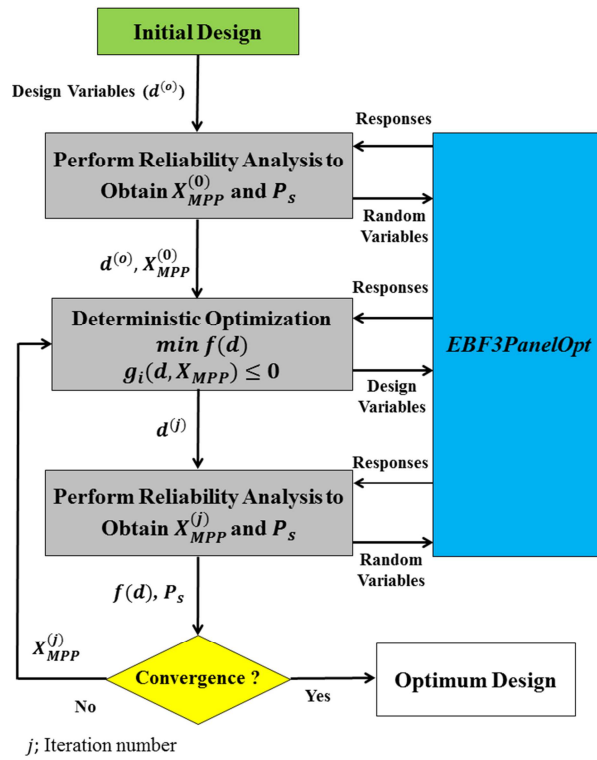 Initial Design
Design Variables (d^(o))
Responses
Perform Reliability Analysis to
Obtain X_MPP^(0) and P_s
Random
Variables
d^(o), X_MPP^(0)
Responses
Deterministic Optimization
min f(d)
g_i(d, X_MPP) ≤ 0
EBF3PanelOpt
Design
Variables
d^(j)
Responses
Perform Reliability Analysis to
Obtain X_MPP^(j) and P_s
Random
Variables
f(d), P_s
X_MPP^(j)
Convergence ?
No
Yes
Optimum Design
j; Iteration number